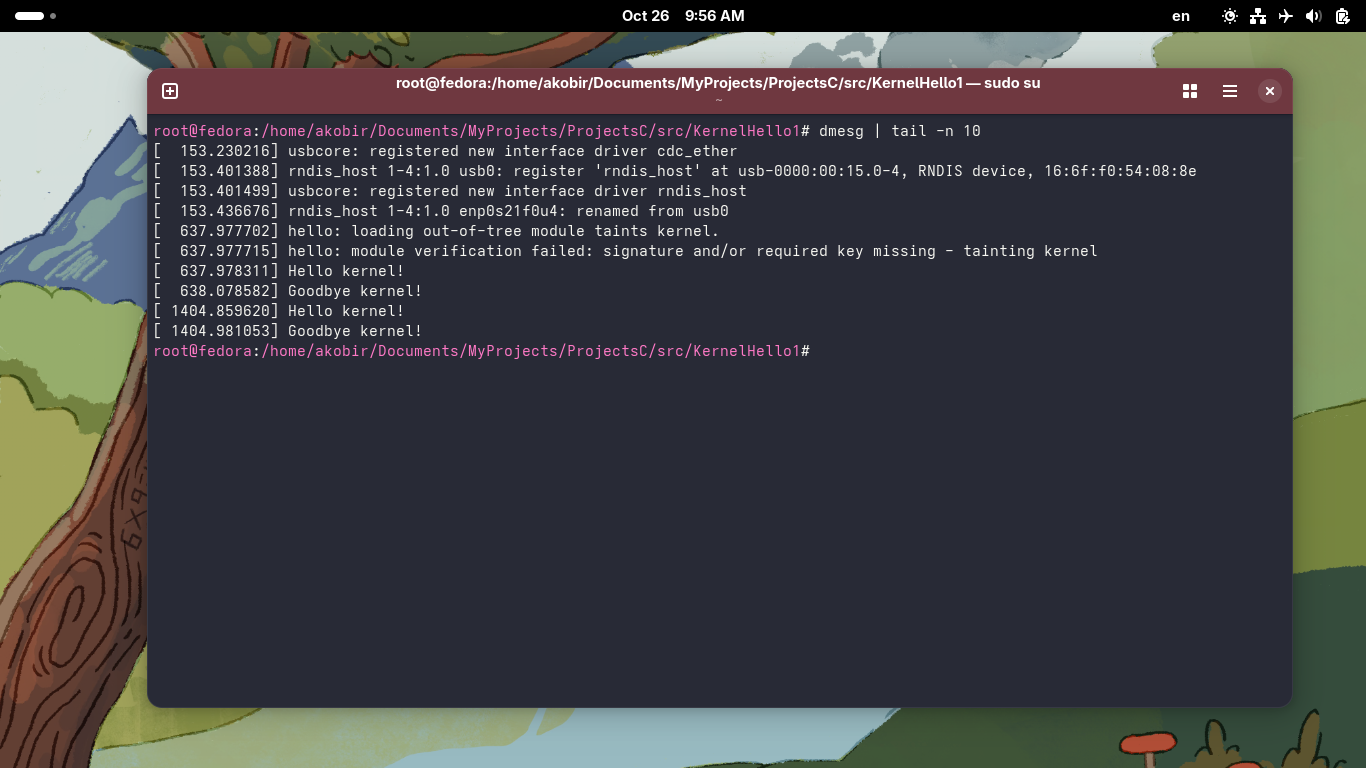 Oct 26 9:56 AM
en
root@fedora:/home/akobir/Documents/MyProjects/ProjectsC/src/KernelHello1 — sudo su
~
root@fedora:/home/akobir/Documents/MyProjects/ProjectsC/src/KernelHello1# dmesg | tail -n 10
[  153.230216] usbcore: registered new interface driver cdc_ether
[  153.401388] rndis_host 1-4:1.0 usb0: register 'rndis_host' at usb-0000:00:15.0-4, RNDIS device, 16:6f:f0:54:08:8e
[  153.401499] usbcore: registered new interface driver rndis_host
[  153.436676] rndis_host 1-4:1.0 enp0s21f0u4: renamed from usb0
[  637.977702] hello: loading out-of-tree module taints kernel.
[  637.977715] hello: module verification failed: signature and/or required key missing - tainting kernel
[  637.978311] Hello kernel!
[  638.078582] Goodbye kernel!
[ 1404.859620] Hello kernel!
[ 1404.981053] Goodbye kernel!
root@fedora:/home/akobir/Documents/MyProjects/ProjectsC/src/KernelHello1#